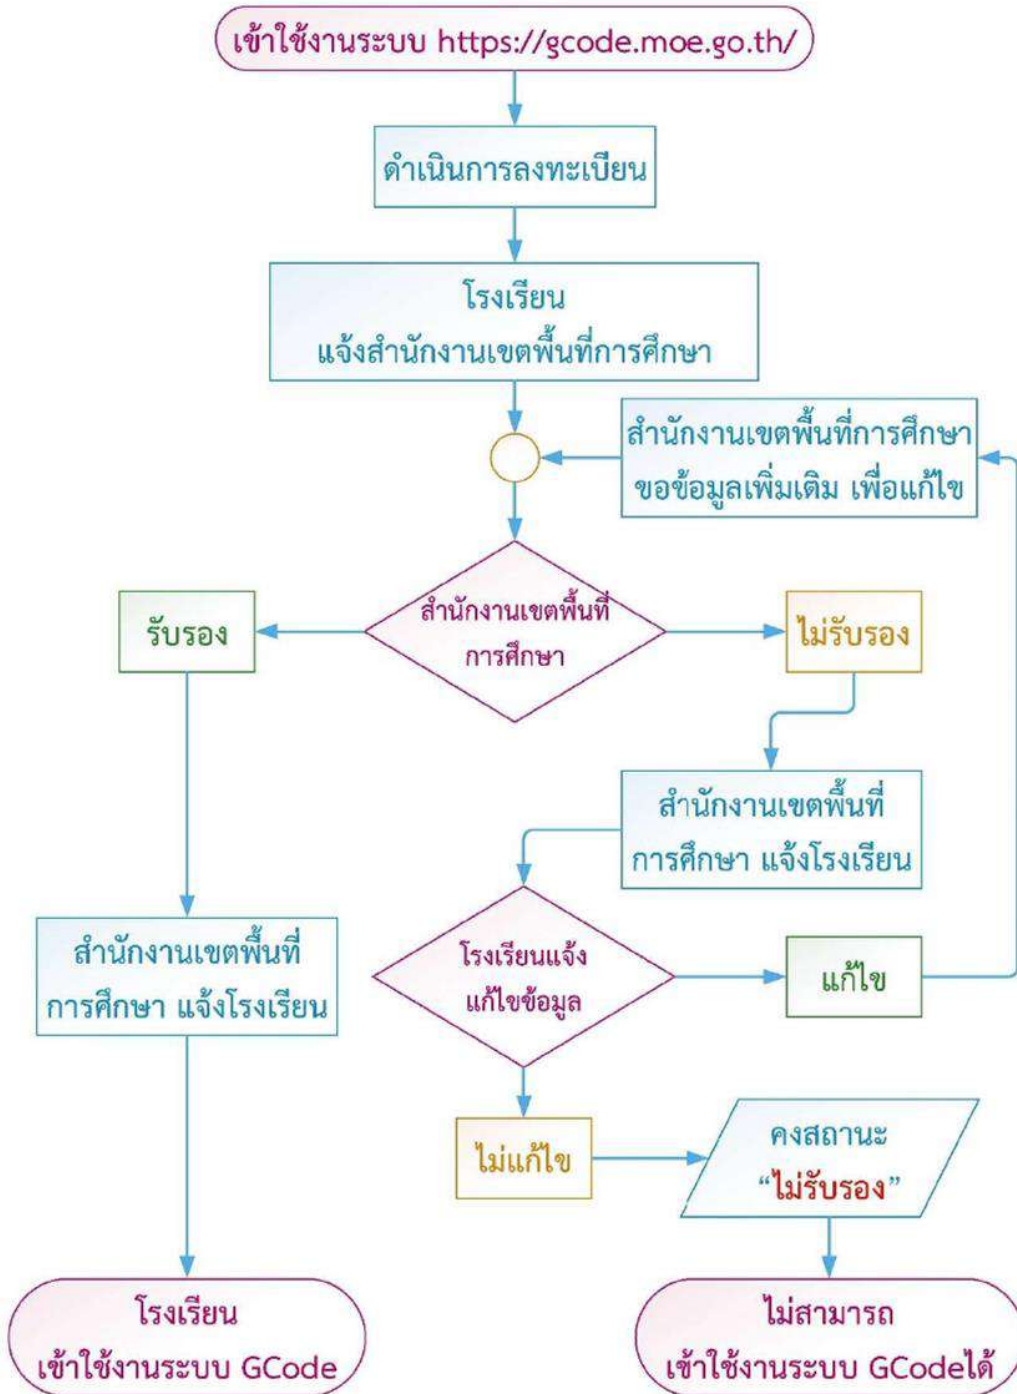 เข้าใช้งานระบบ https://gcode.moe.go.th/
ดำเนินการลงทะเบียน
โรงเรียน
แจ้งสำนักงานเขตพื้นที่การศึกษา
สำนักงานเขตพื้นที่การศึกษา
ขอข้อมูลเพิ่มเติม เพื่อแก้ไข
สำนักงานเขตพื้นที่
การศึกษา
รับรอง
ไม่รับรอง
สำนักงานเขตพื้นที่
การศึกษา แจ้งโรงเรียน
สำนักงานเขตพื้นที่
การศึกษา แจ้งโรงเรียน
โรงเรียนแจ้ง
แก้ไขข้อมูล
แก้ไข
ไม่แก้ไข
คงสถานะ
“ไม่รับรอง”
โรงเรียน
เข้าใช้งานระบบ GCode
ไม่สามารถ
เข้าใช้งานระบบ GCodeได้